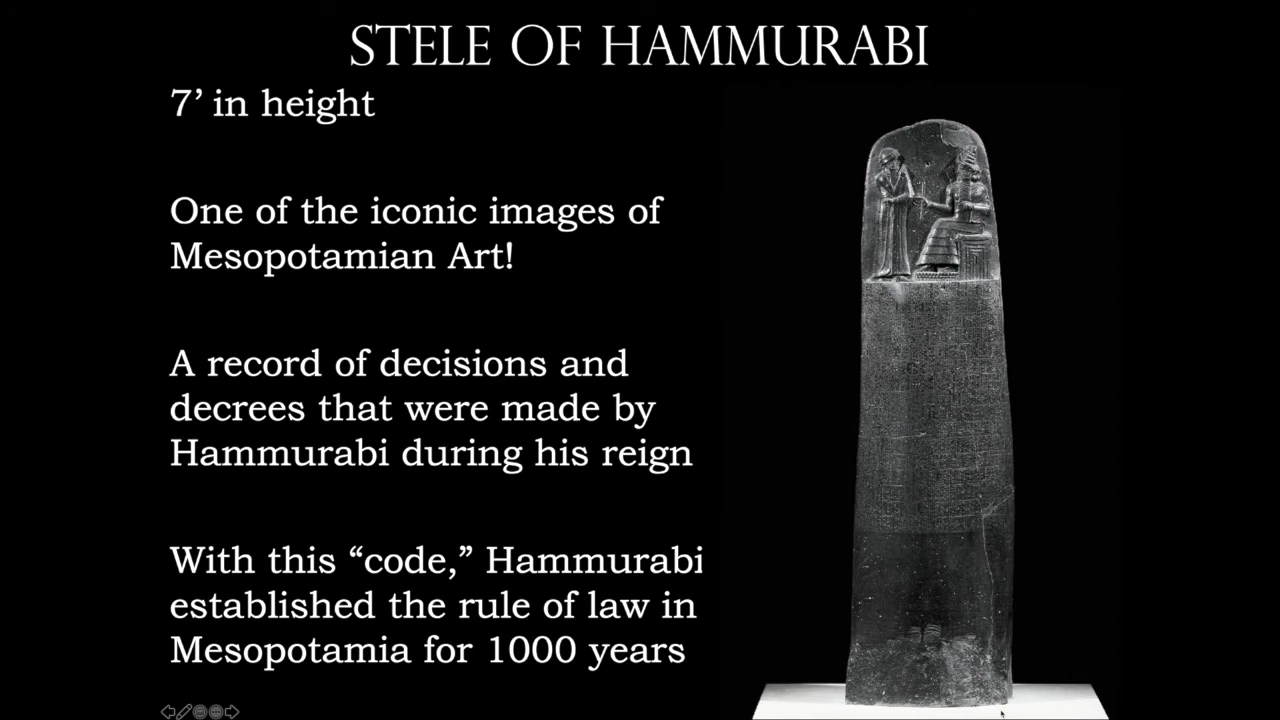 STELE OF HAMMURABI
7’ in height
One of the iconic images of
Mesopotamian Art!
A record of decisions and
decrees that were made by
Hammurabi during his reign
With this “code,” Hammurabi
established the rule of law in
Mesopotamia for 1000 years